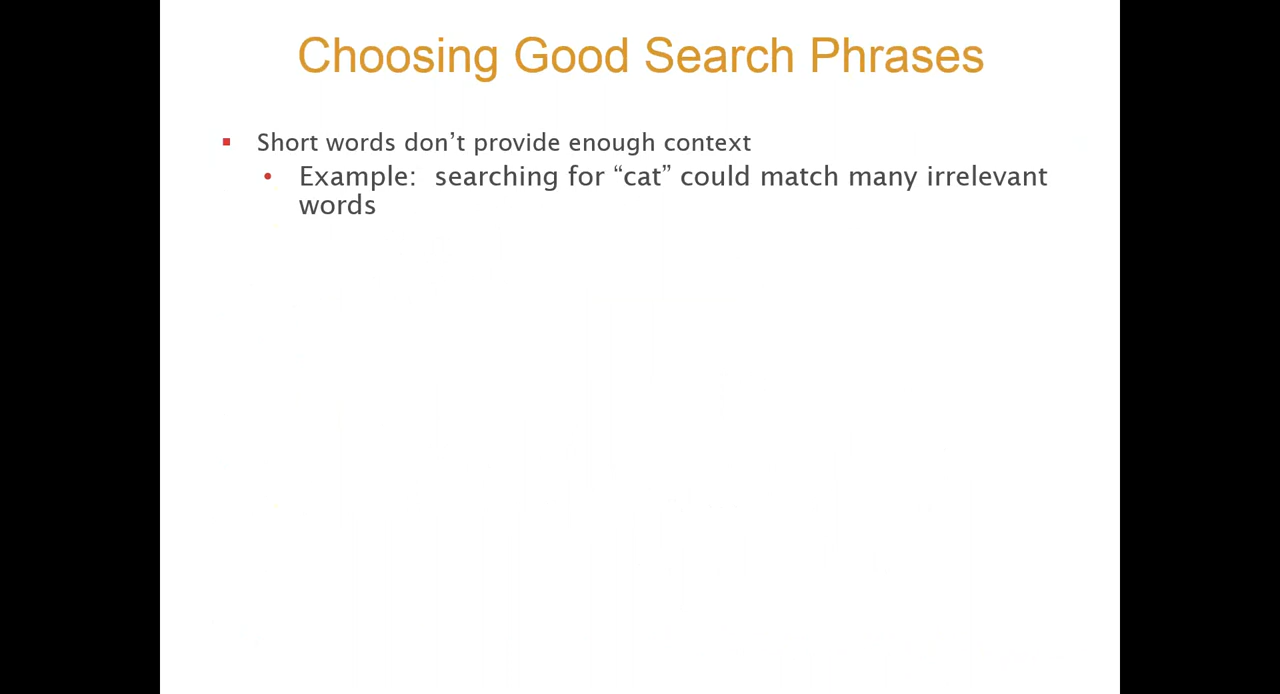 Choosing Good Search Phrases
Short words don’t provide enough context
Example:  searching for “cat” could match many irrelevant
words